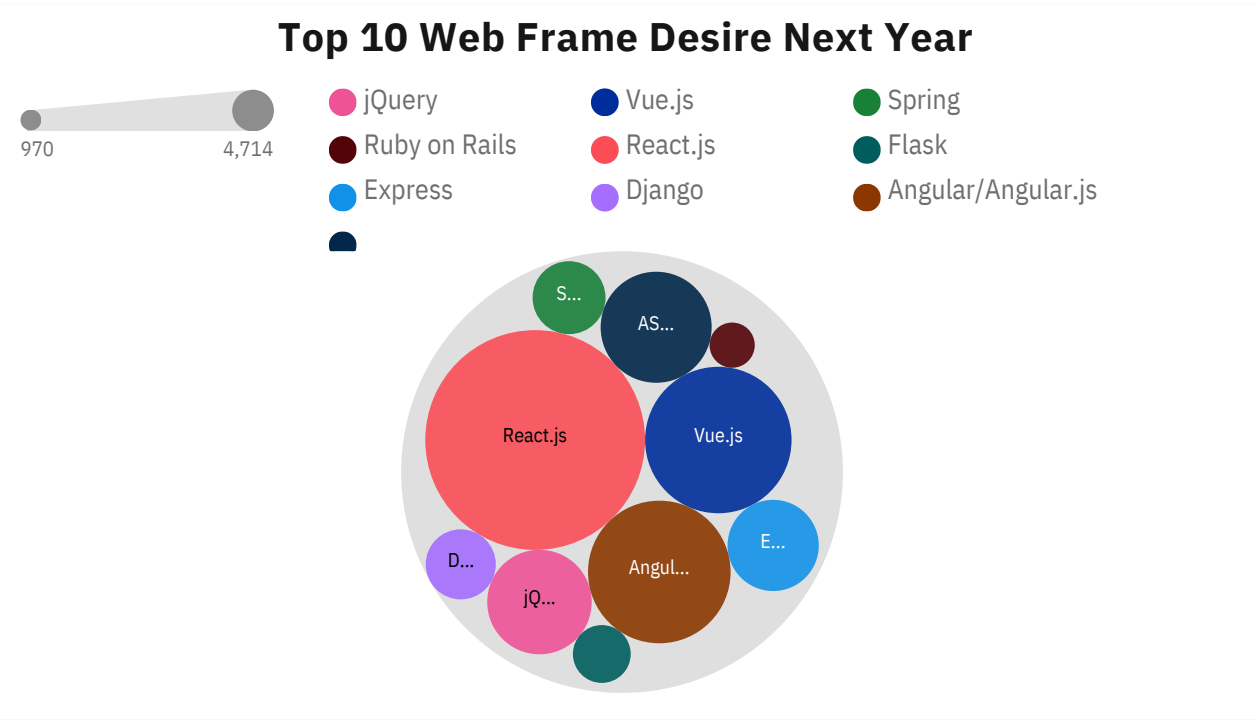 Top 10 Web Frame Desire Next Year
jQuery Vue.js Spring
Ruby on Rails React.js Flask
Express Django Angular/Angular.js
970 4,714
S...
AS...
React.js Vue.js
E...
D... Angul...
jQ...